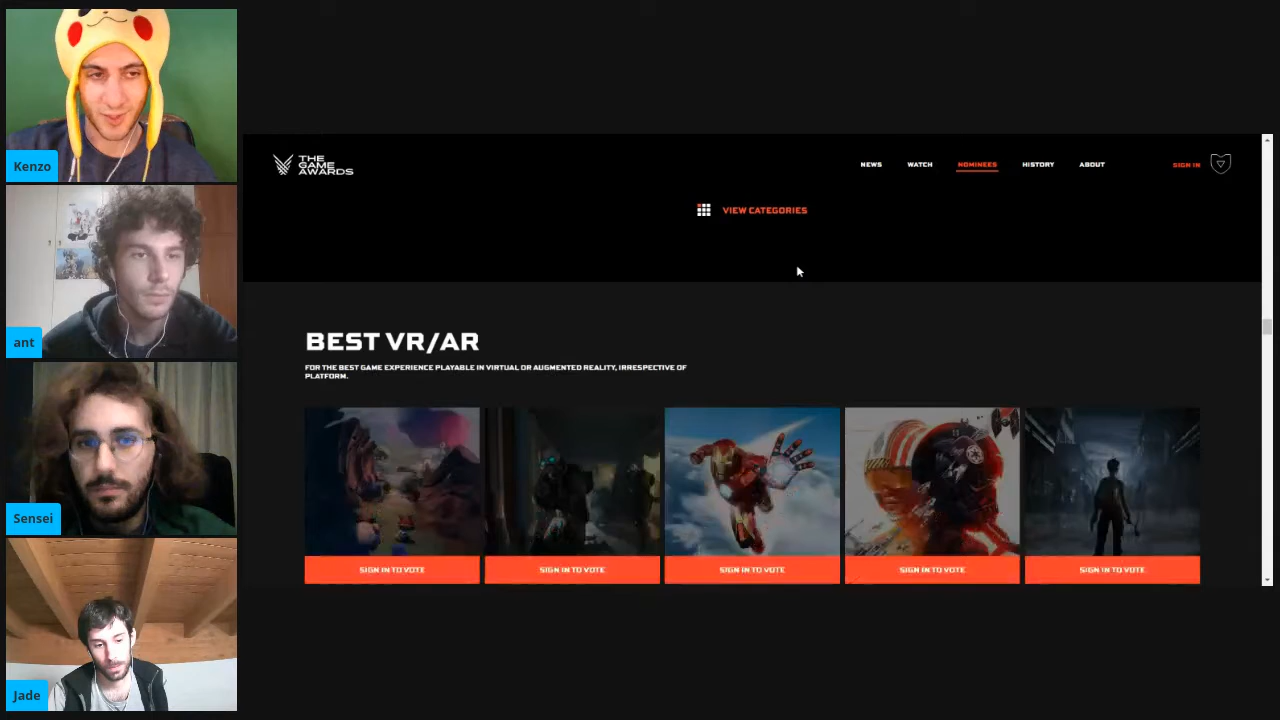 Kenzo
ant
Sensei
Jade
THE
GAME
AWARDS
NEWS WATCH NOMINEES HISTORY ABOUT SIGN IN
VIEW CATEGORIES
BEST VR/AR
FOR THE BEST GAME EXPERIENCE PLAYABLE IN VIRTUAL OR AUGMENTED REALITY, IRRESPECTIVE OF
PLATFORM.
SIGN IN TO VOTE SIGN IN TO VOTE SIGN IN TO VOTE SIGN IN TO VOTE SIGN IN TO VOTE